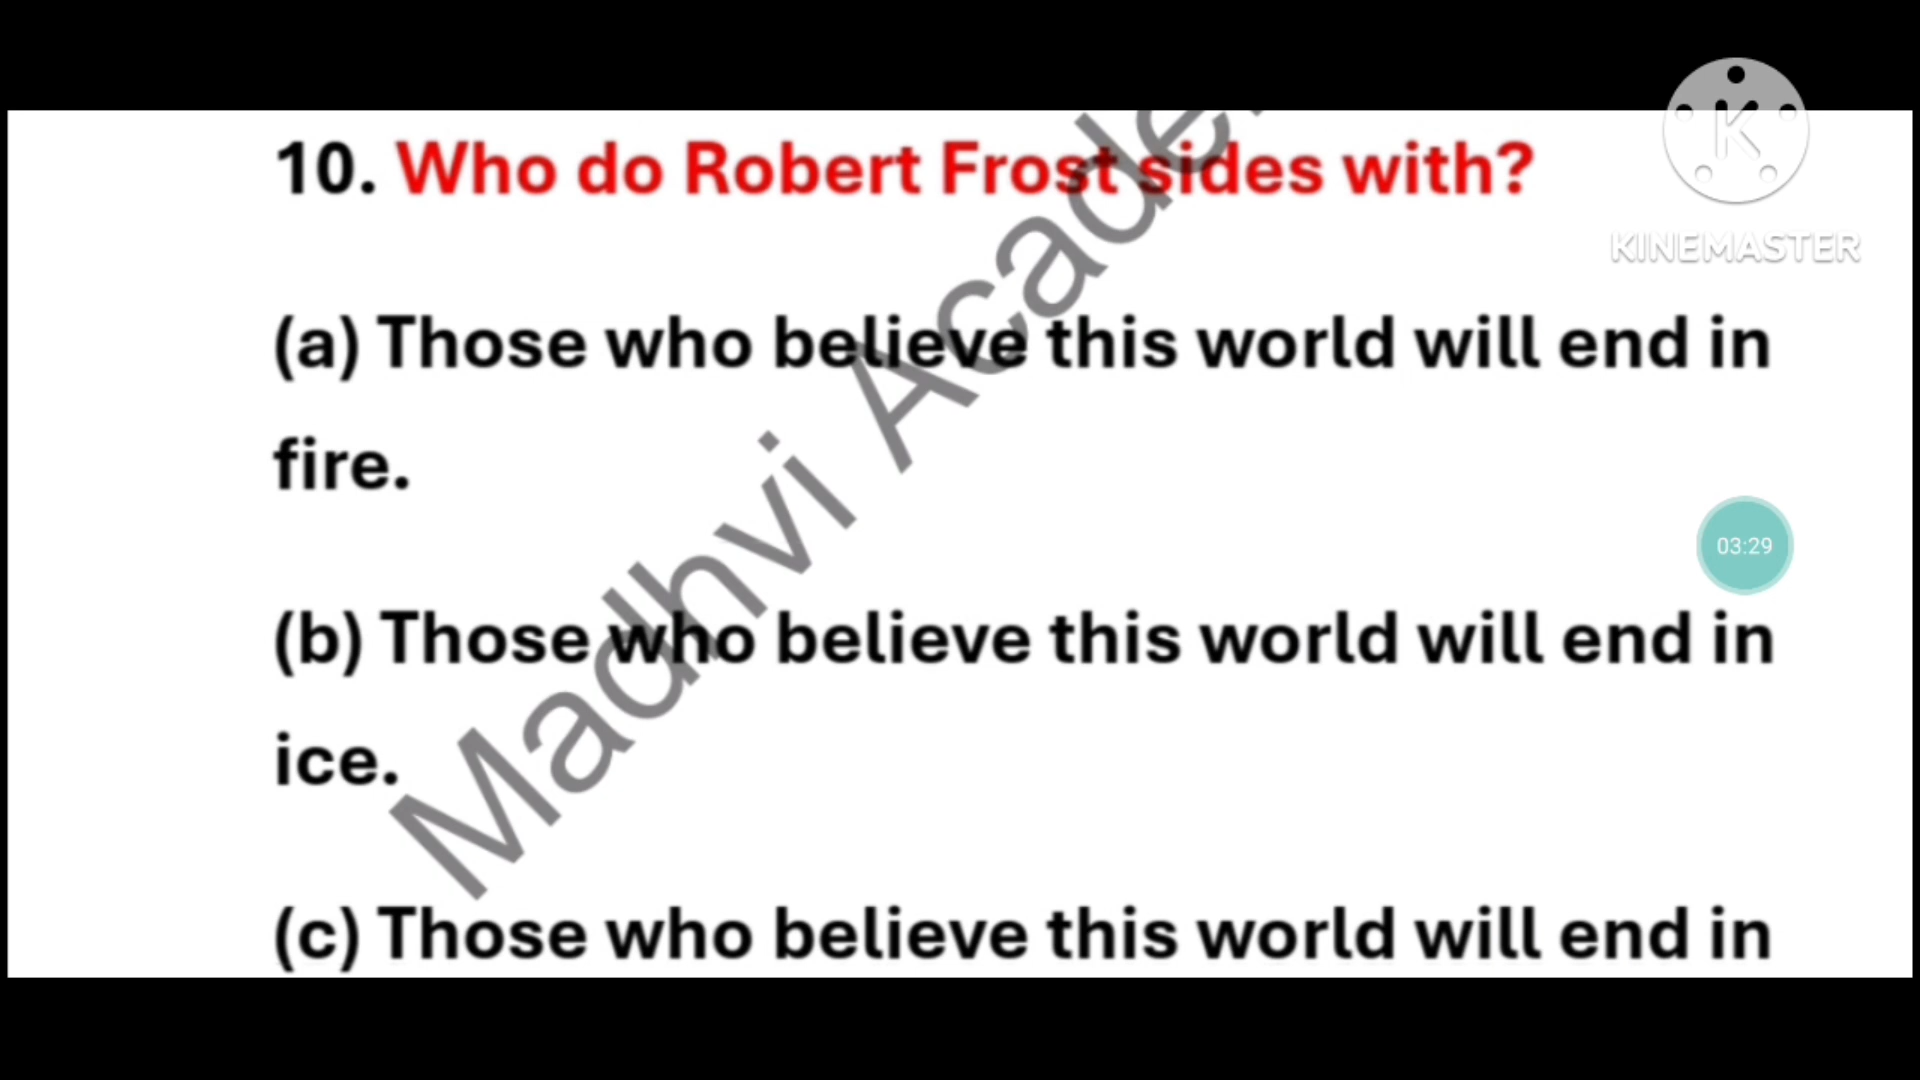 10. Who do Robert Frost sides with?
KINEMASTER
(a) Those who believe this world will end in
fire.
03:29
(b) Those who believe this world will end in
ice.
(c) Those who believe this world will end in
Madhvi Acade